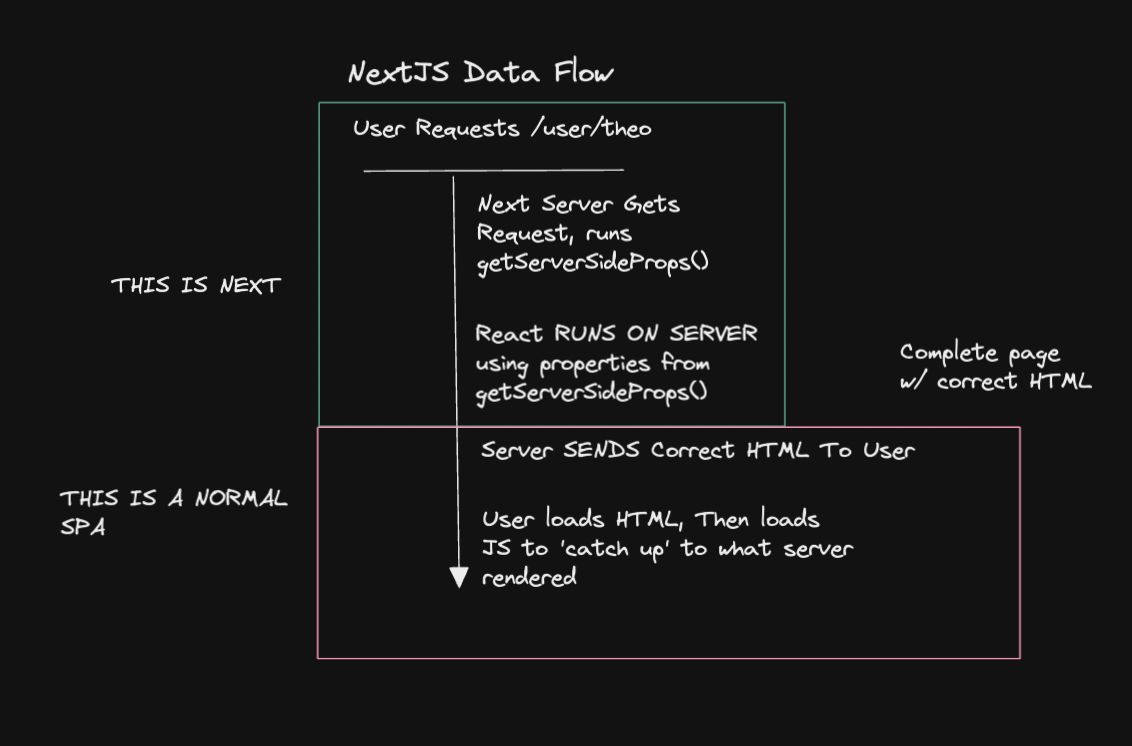 NextJS Data Flow
User Requests /user/theo
Next Server Gets
Request, runs
getServerSideProps()
THIS IS NEXT
React RUNS ON SERVER
using properties from
getServerSideProps()
Complete page
w/ correct HTML
Server SENDS Correct HTML To User
THIS IS A NORMAL
SPA
User loads HTML, Then loads
JS to 'catch up' to what server
rendered